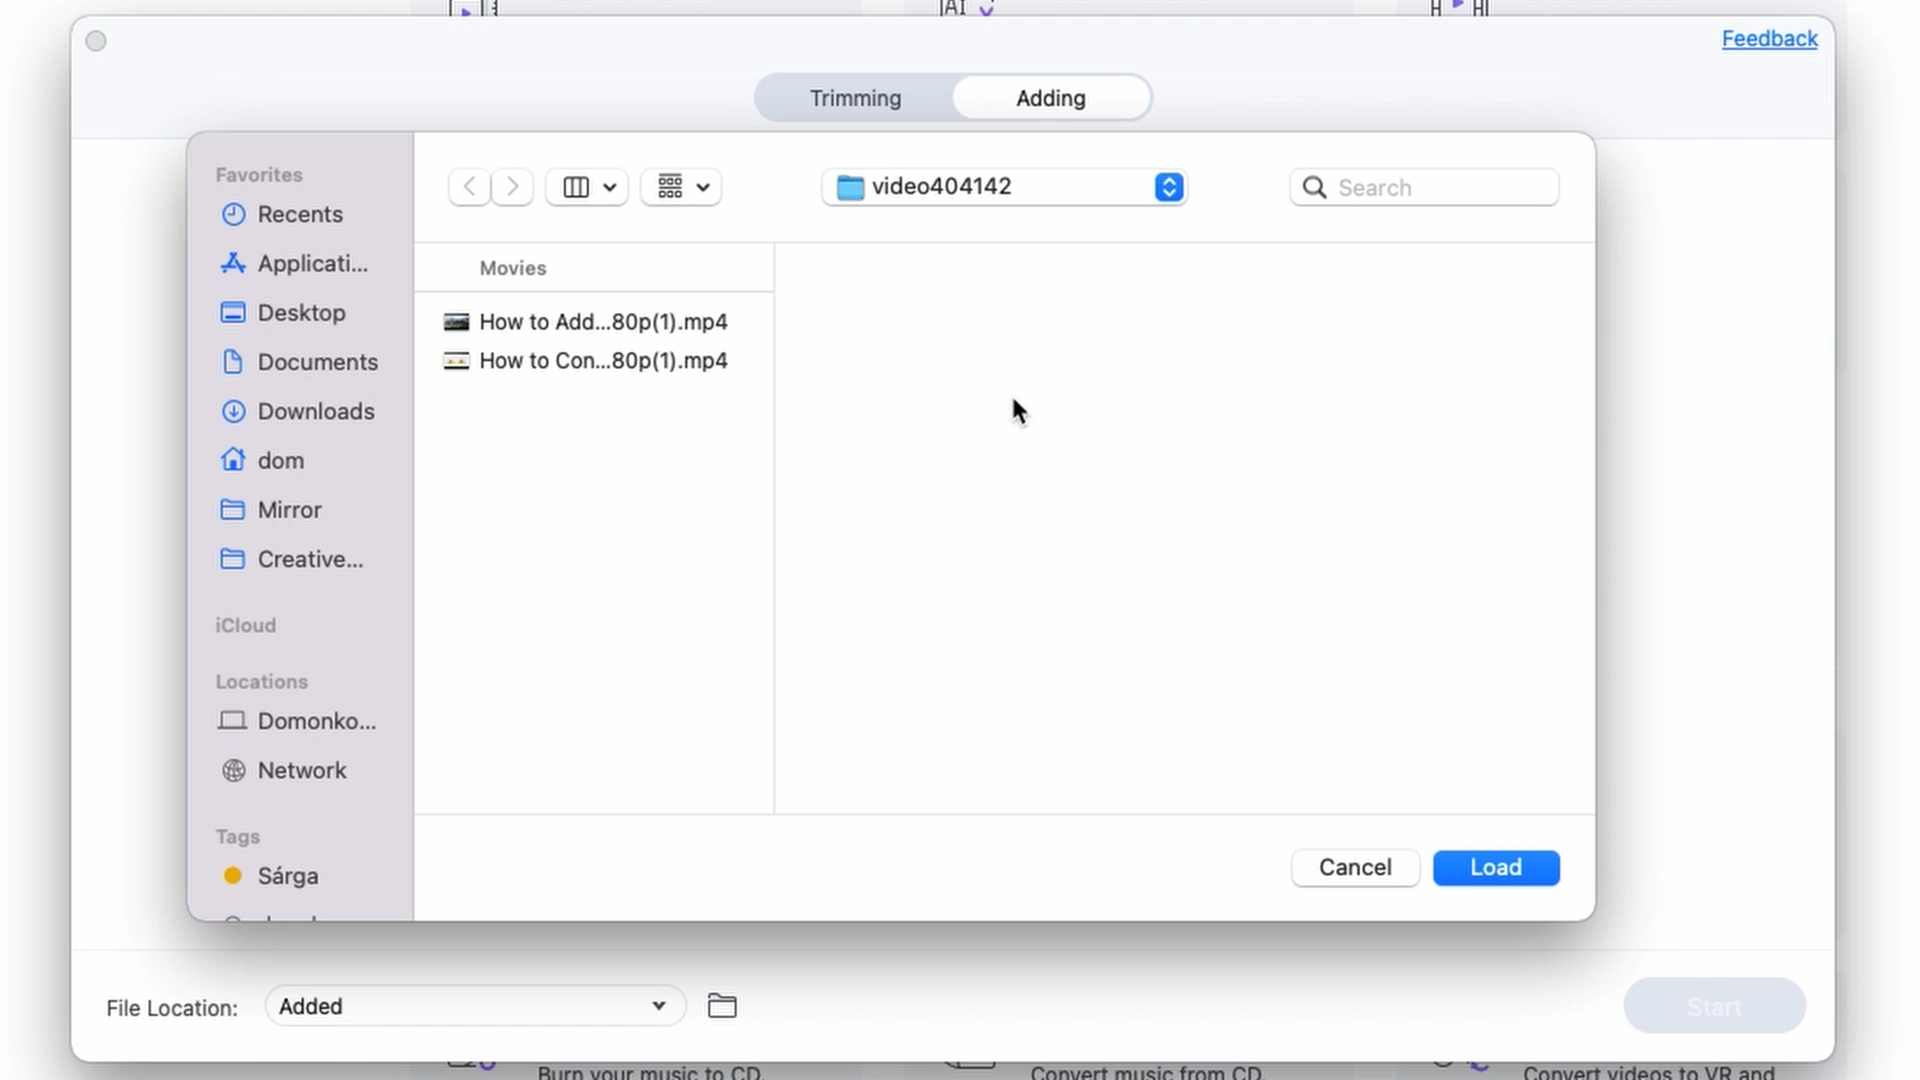 Feedback
Trimming
Adding
Favorites
Recents
Applicati...
Desktop
Documents
Downloads
dom
Mirror
Creative...
iCloud
Locations
Domonko...
Network
Tags
Sárga
video404142
Search
Movies
How to Add...80p(1).mp4
How to Con...80p(1).mp4
Cancel
Load
File Location:
Added
Start
Burn your music to CD.
Convert music from CD.
Convert videos to VR and